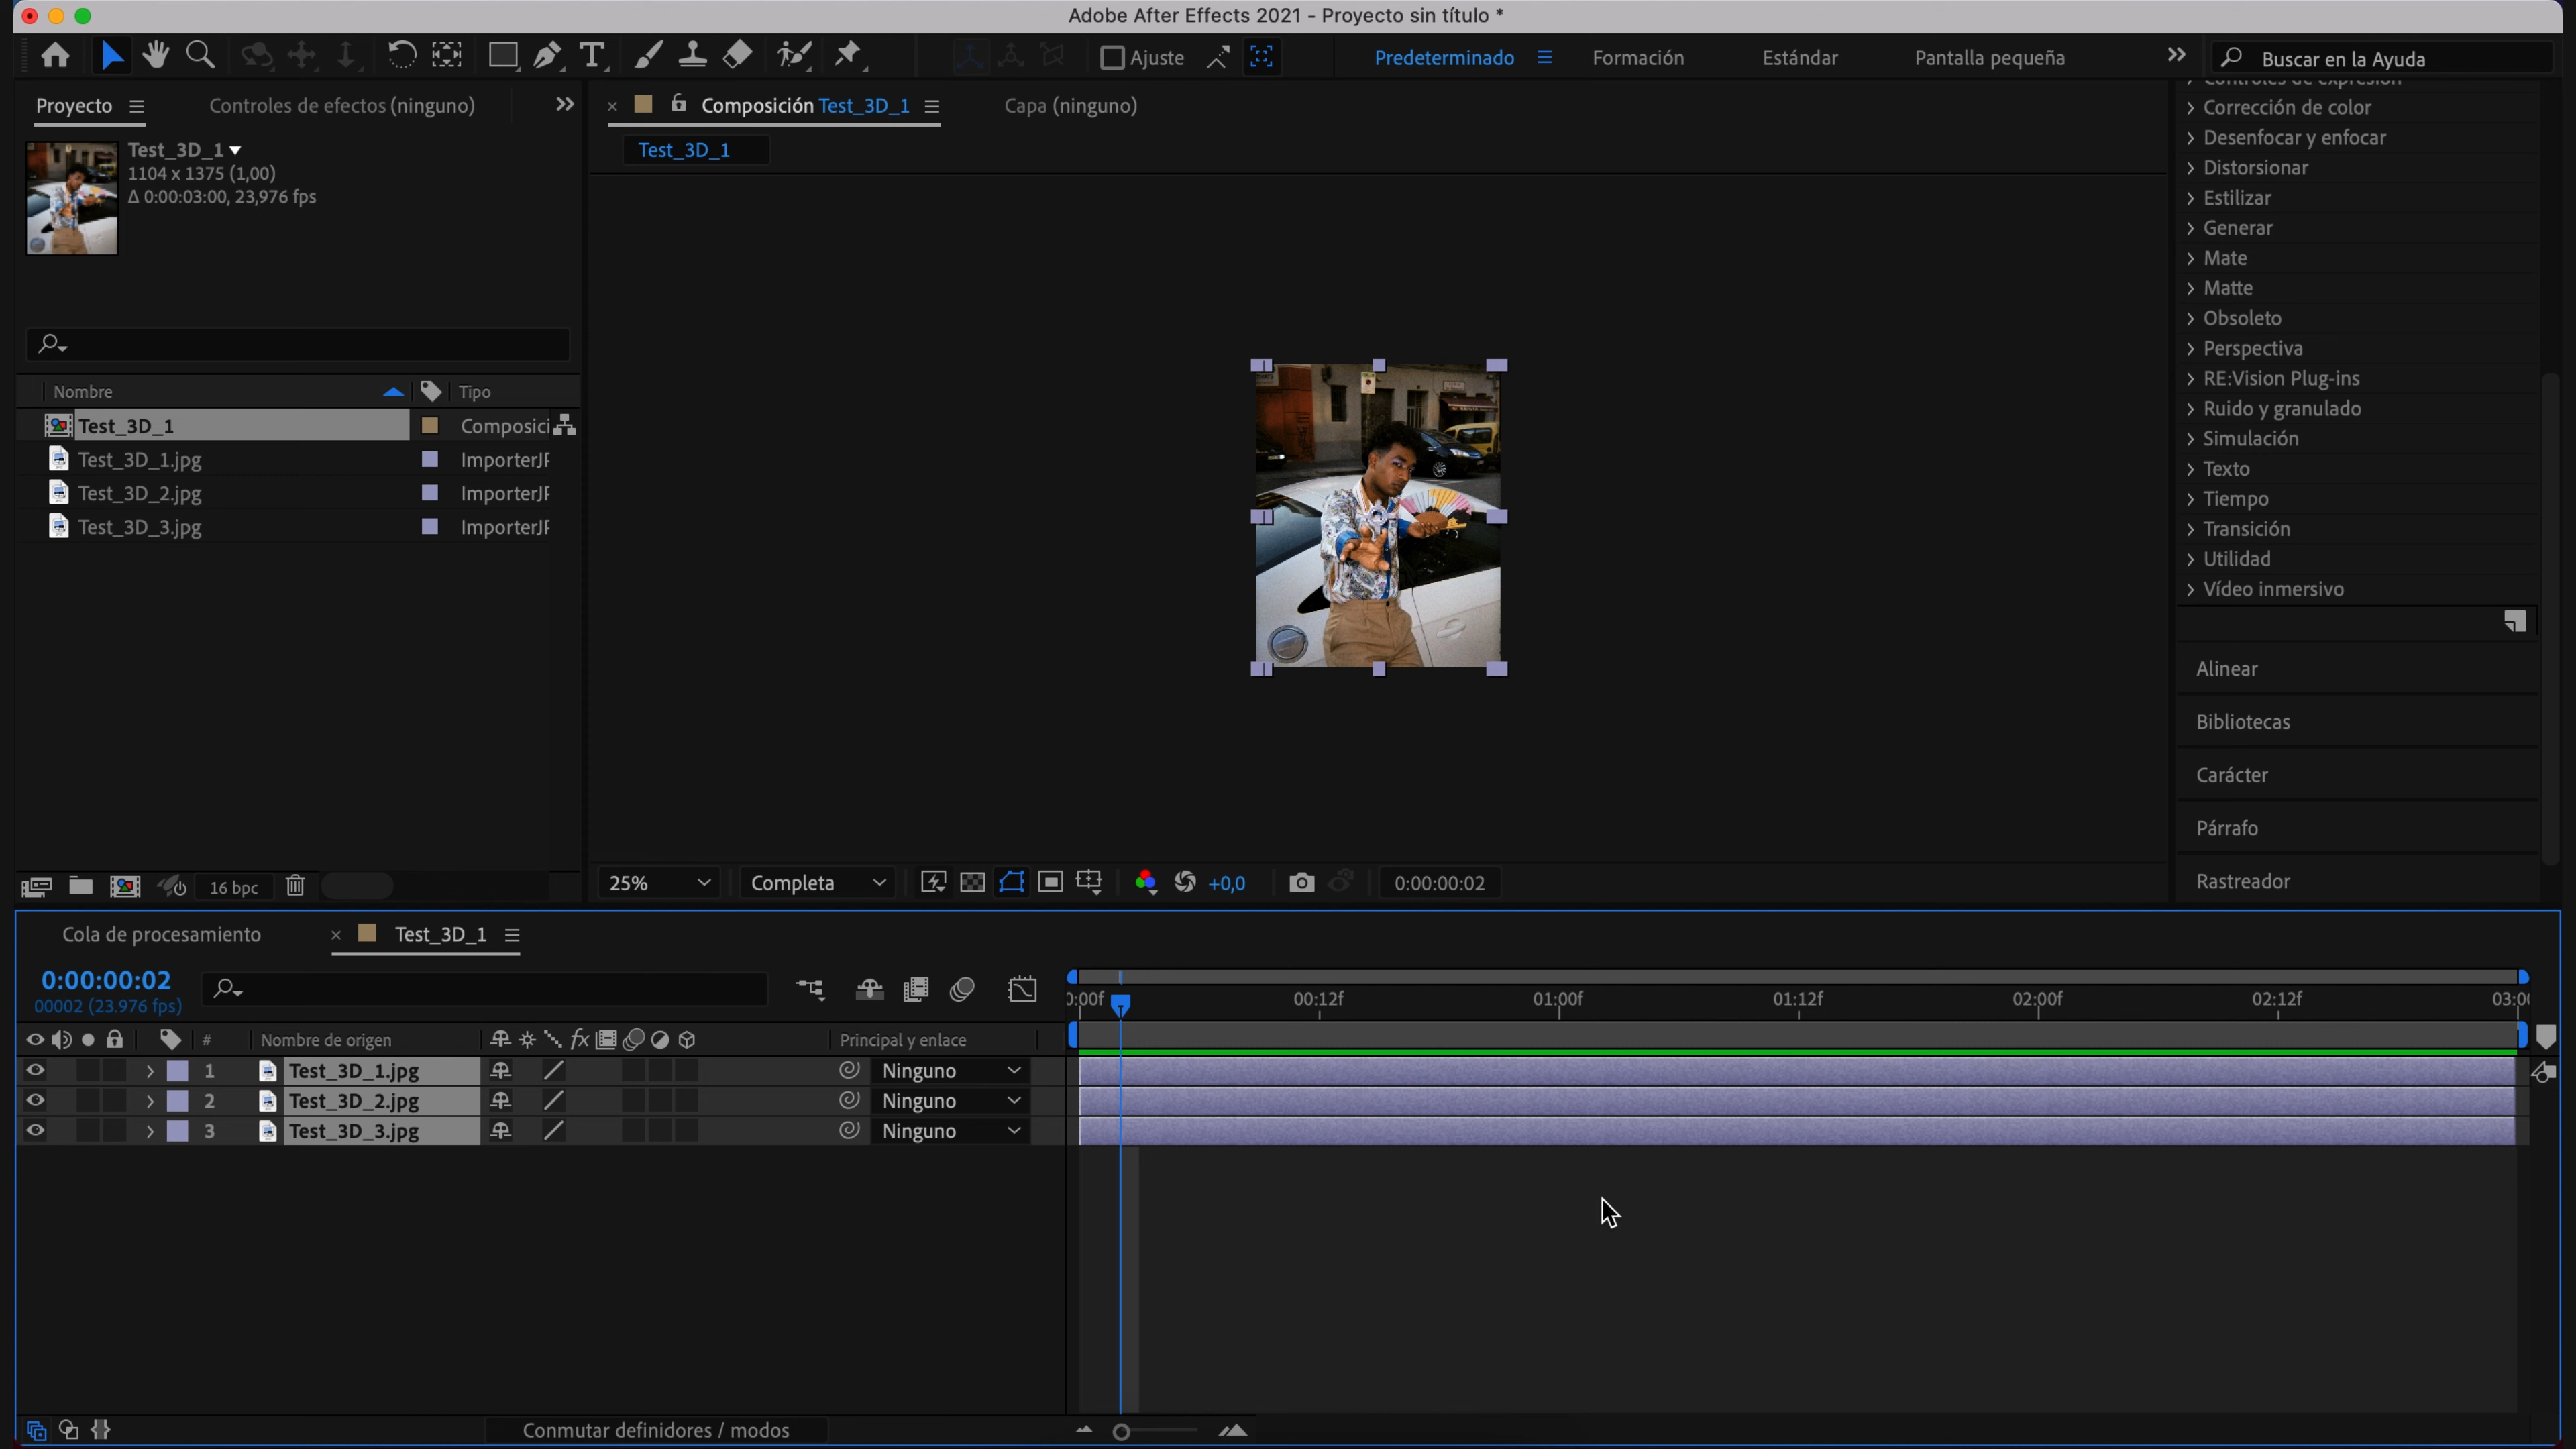 Adobe After Effects 2021 - Proyecto sin título *
Ajuste
Predeterminado
Formación
Estándar
Pantalla pequeña
Buscar en la Ayuda
Proyecto
Controles de efectos (ninguno)
Composición Test_3D_1
Capa (ninguno)
Test_3D_1
Test_3D_1
1104 x 1375 (1,00)
Δ 0:00:03:00, 23,976 fps
Nombre
Tipo
Test_3D_1
Composici
Test_3D_1.jpg
ImporterJF
Test_3D_2.jpg
ImporterJF
Test_3D_3.jpg
ImporterJF
16 bpc
25%
Completa
+0,0
0:00:00:02
Controles de expresión
Corrección de color
Desenfocar y enfocar
Distorsionar
Estilizar
Generar
Mate
Matte
Obsoleto
Perspectiva
RE:Vision Plug-ins
Ruido y granulado
Simulación
Texto
Tiempo
Transición
Utilidad
Vídeo inmersivo
Alinear
Bibliotecas
Carácter
Párrafo
Rastreador
Cola de procesamiento
Test_3D_1
0:00:00:02
00002 (23.976 fps)
0:00f
00:12f
01:00f
01:12f
02:00f
02:12f
03:00
#
Nombre de origen
fx
Principal y enlace
1
Test_3D_1.jpg
Ninguno
2
Test_3D_2.jpg
Ninguno
3
Test_3D_3.jpg
Ninguno
Conmutar definidores / modos